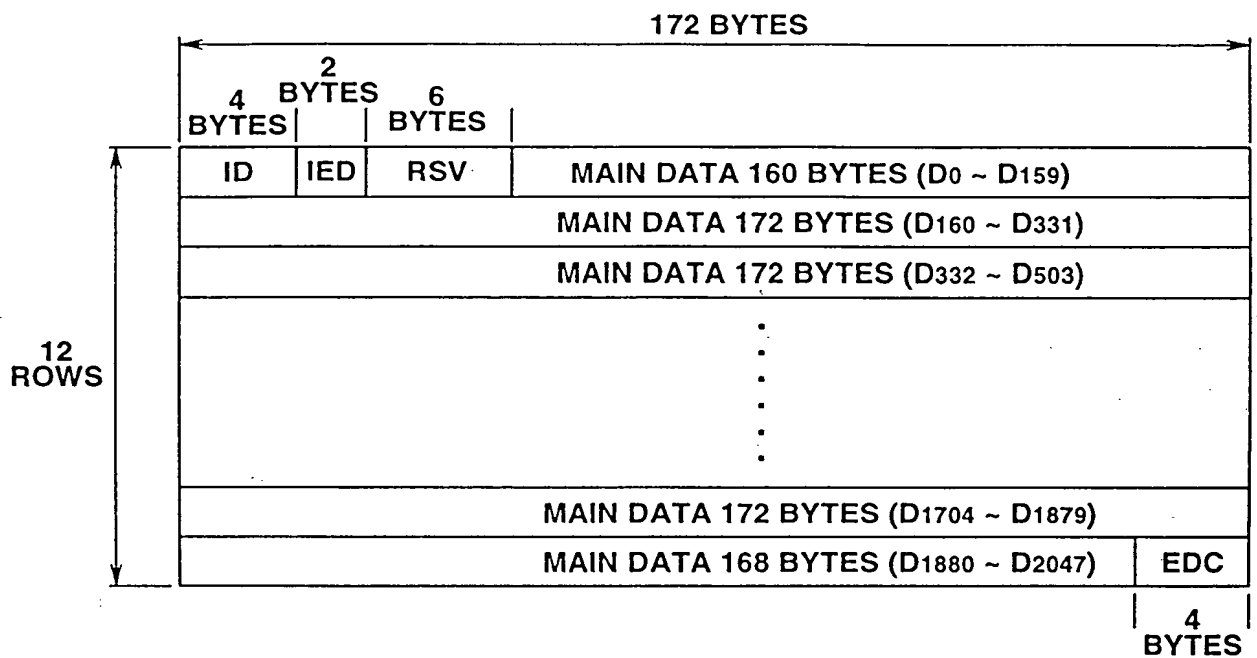 172 BYTES
2
BYTES
4
BYTES
6
BYTES
ID
IED
RSV
MAIN DATA 160 BYTES (D0 ~ D159)
MAIN DATA 172 BYTES (D160 ~ D331)
MAIN DATA 172 BYTES (D332 ~ D503)
12
ROWS
MAIN DATA 172 BYTES (D1704 ~ D1879)
MAIN DATA 168 BYTES (D1880 ~ D2047)
EDC
4
BYTES